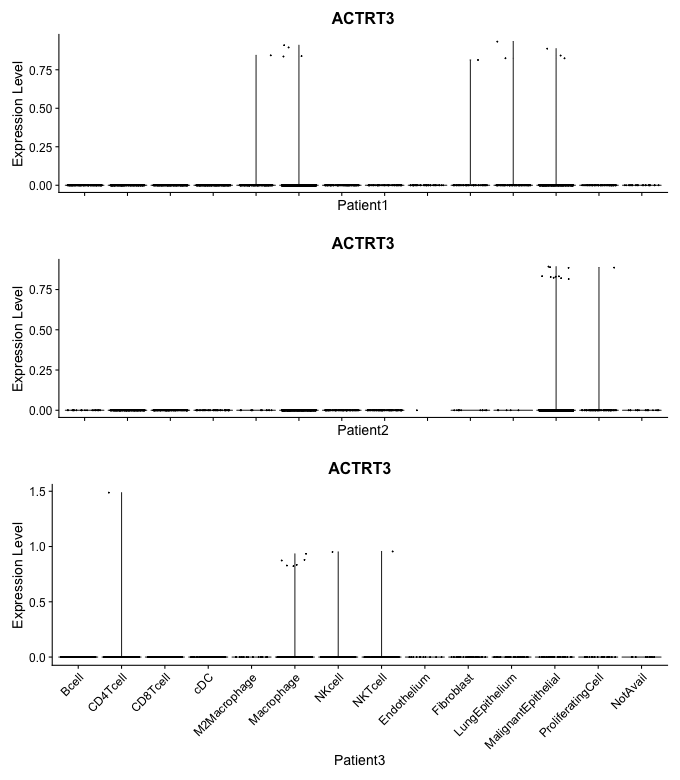 ACTRT3
Expression Level
0.75
0.50
0.25
0.00
Patient1
ACTRT3
Expression Level
0.75
0.50
0.25
0.00
Patient2
ACTRT3
Expression Level
1.5
1.0
0.5
0.0
Bcell
CD4Tcell
CD8Tcell
cDC
M2Macrophage
Macrophage
NKcell
NKTcell
Endothelium
Fibroblast
LungEpithelium
MalignantEpithelial
ProliferatingCell
NotAvail
Patient3